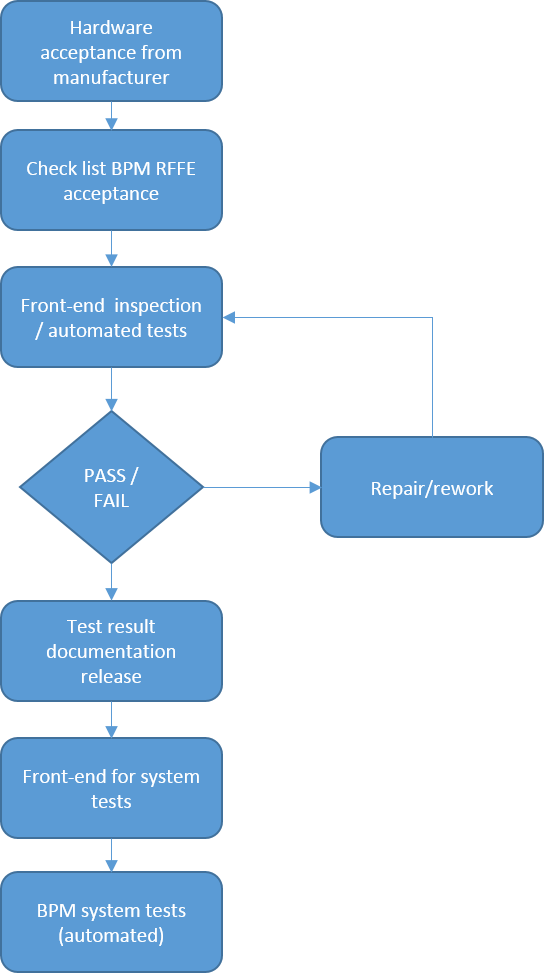 Hardware
acceptance from
manufacturer
Check list BPM RFFE
acceptance
Front-end  inspection
/ automated tests
PASS /
FAIL
Repair/rework
Test result
documentation
release
Front-end for system
tests
BPM system tests
(automated)